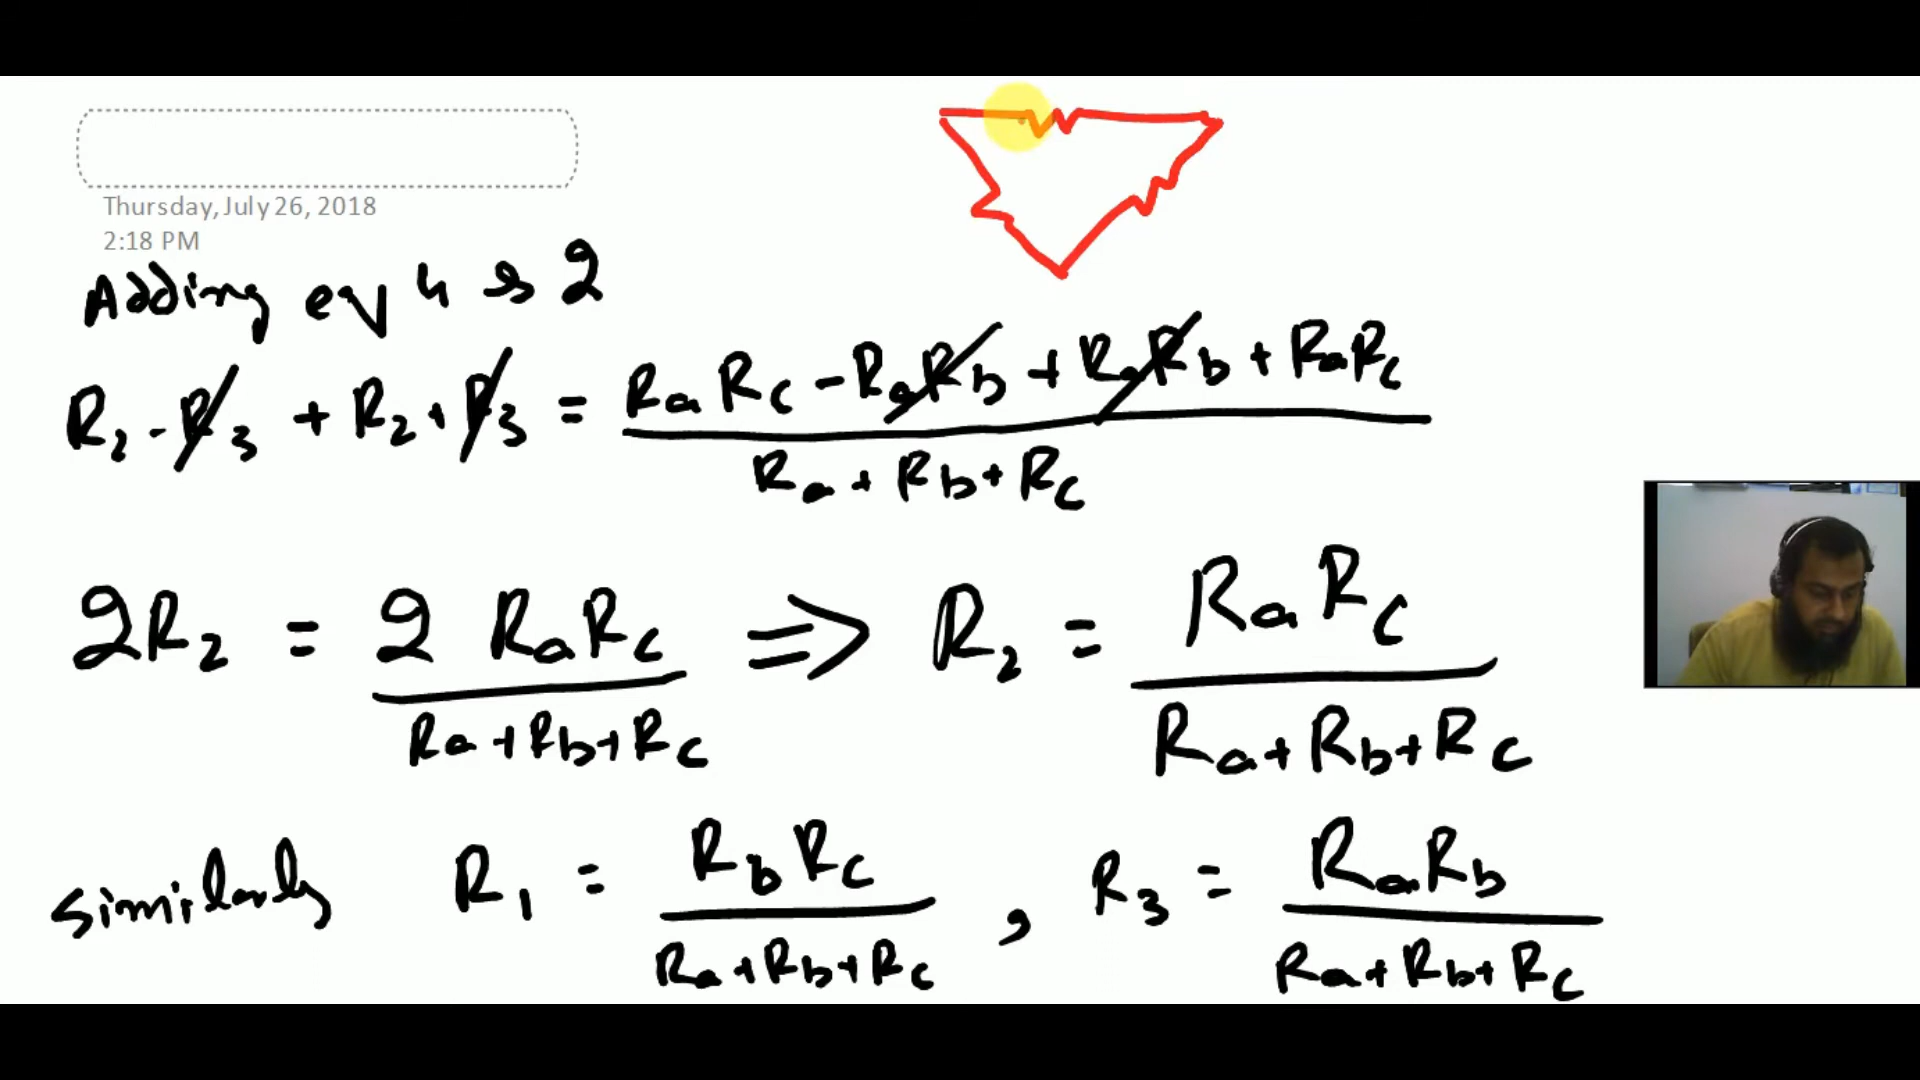 Thursday, July 26, 2018
2:18 PM
Adding eq 4 & 2
R₂ - R₃ + R₂ + R₃ = (RaRc - RaRb + RaRb + RaRc) / (Ra + Rb + Rc)
2R₂ = 2 RaRc / (Ra + Rb + Rc) ⇒ R₂ = RaRc / (Ra + Rb + Rc)
Similarly R₁ = RbRc / (Ra + Rb + Rc) , R₃ = RaRb / (Ra + Rb + Rc)